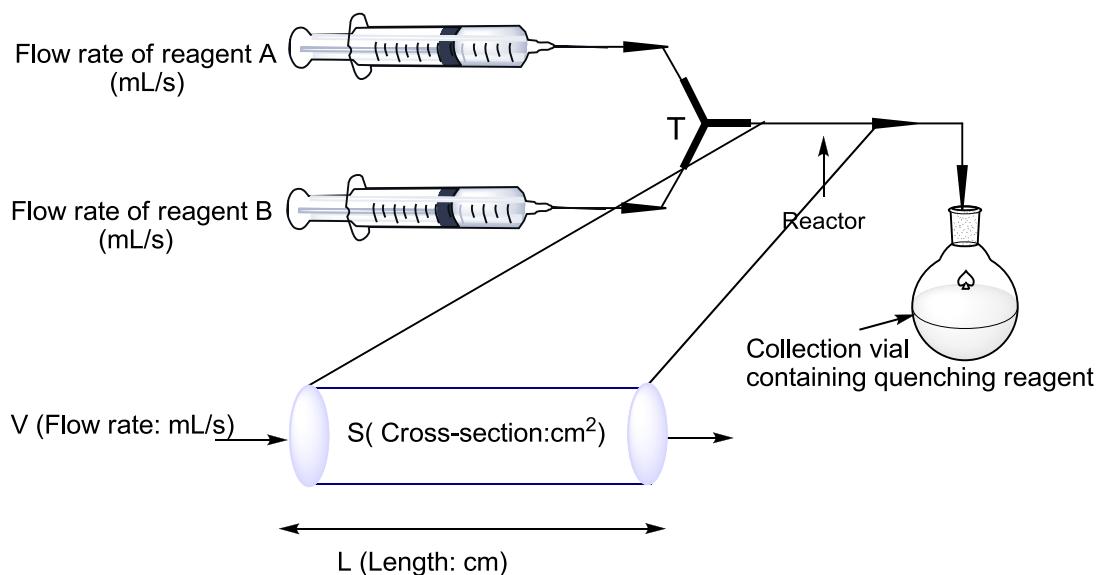 Flow rate of reagent A
(mL/s)
T
Flow rate of reagent B
(mL/s)
Reactor
Collection vial
containing quenching reagent
V (Flow rate: mL/s)
S( Cross-section:cm²)
L (Length: cm)